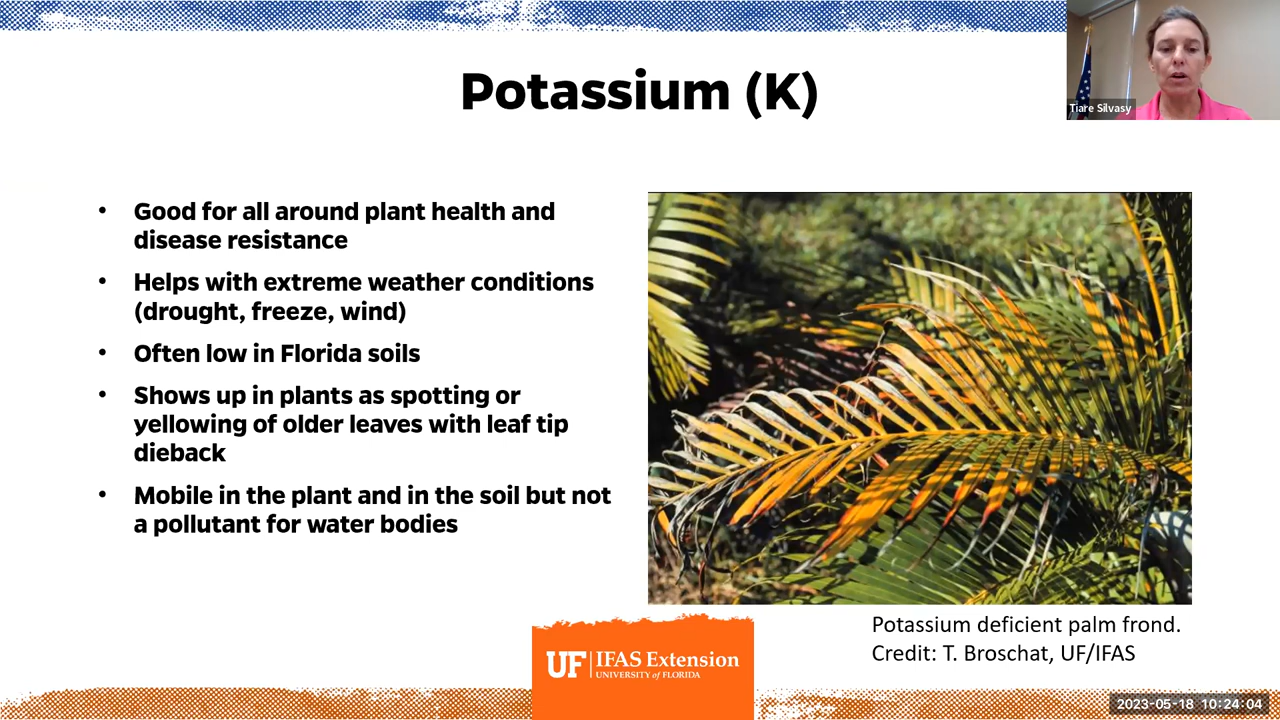 Potassium (K)
Tiare Silvasy
• Good for all around plant health and
disease resistance
• Helps with extreme weather conditions
(drought, freeze, wind)
• Often low in Florida soils
• Shows up in plants as spotting or
yellowing of older leaves with leaf tip
dieback
• Mobile in the plant and in the soil but not
a pollutant for water bodies
Potassium deficient palm frond.
Credit: T. Broschat, UF/IFAS
UF IFAS Extension
UNIVERSITY of FLORIDA
2023-05-18 10:24:04